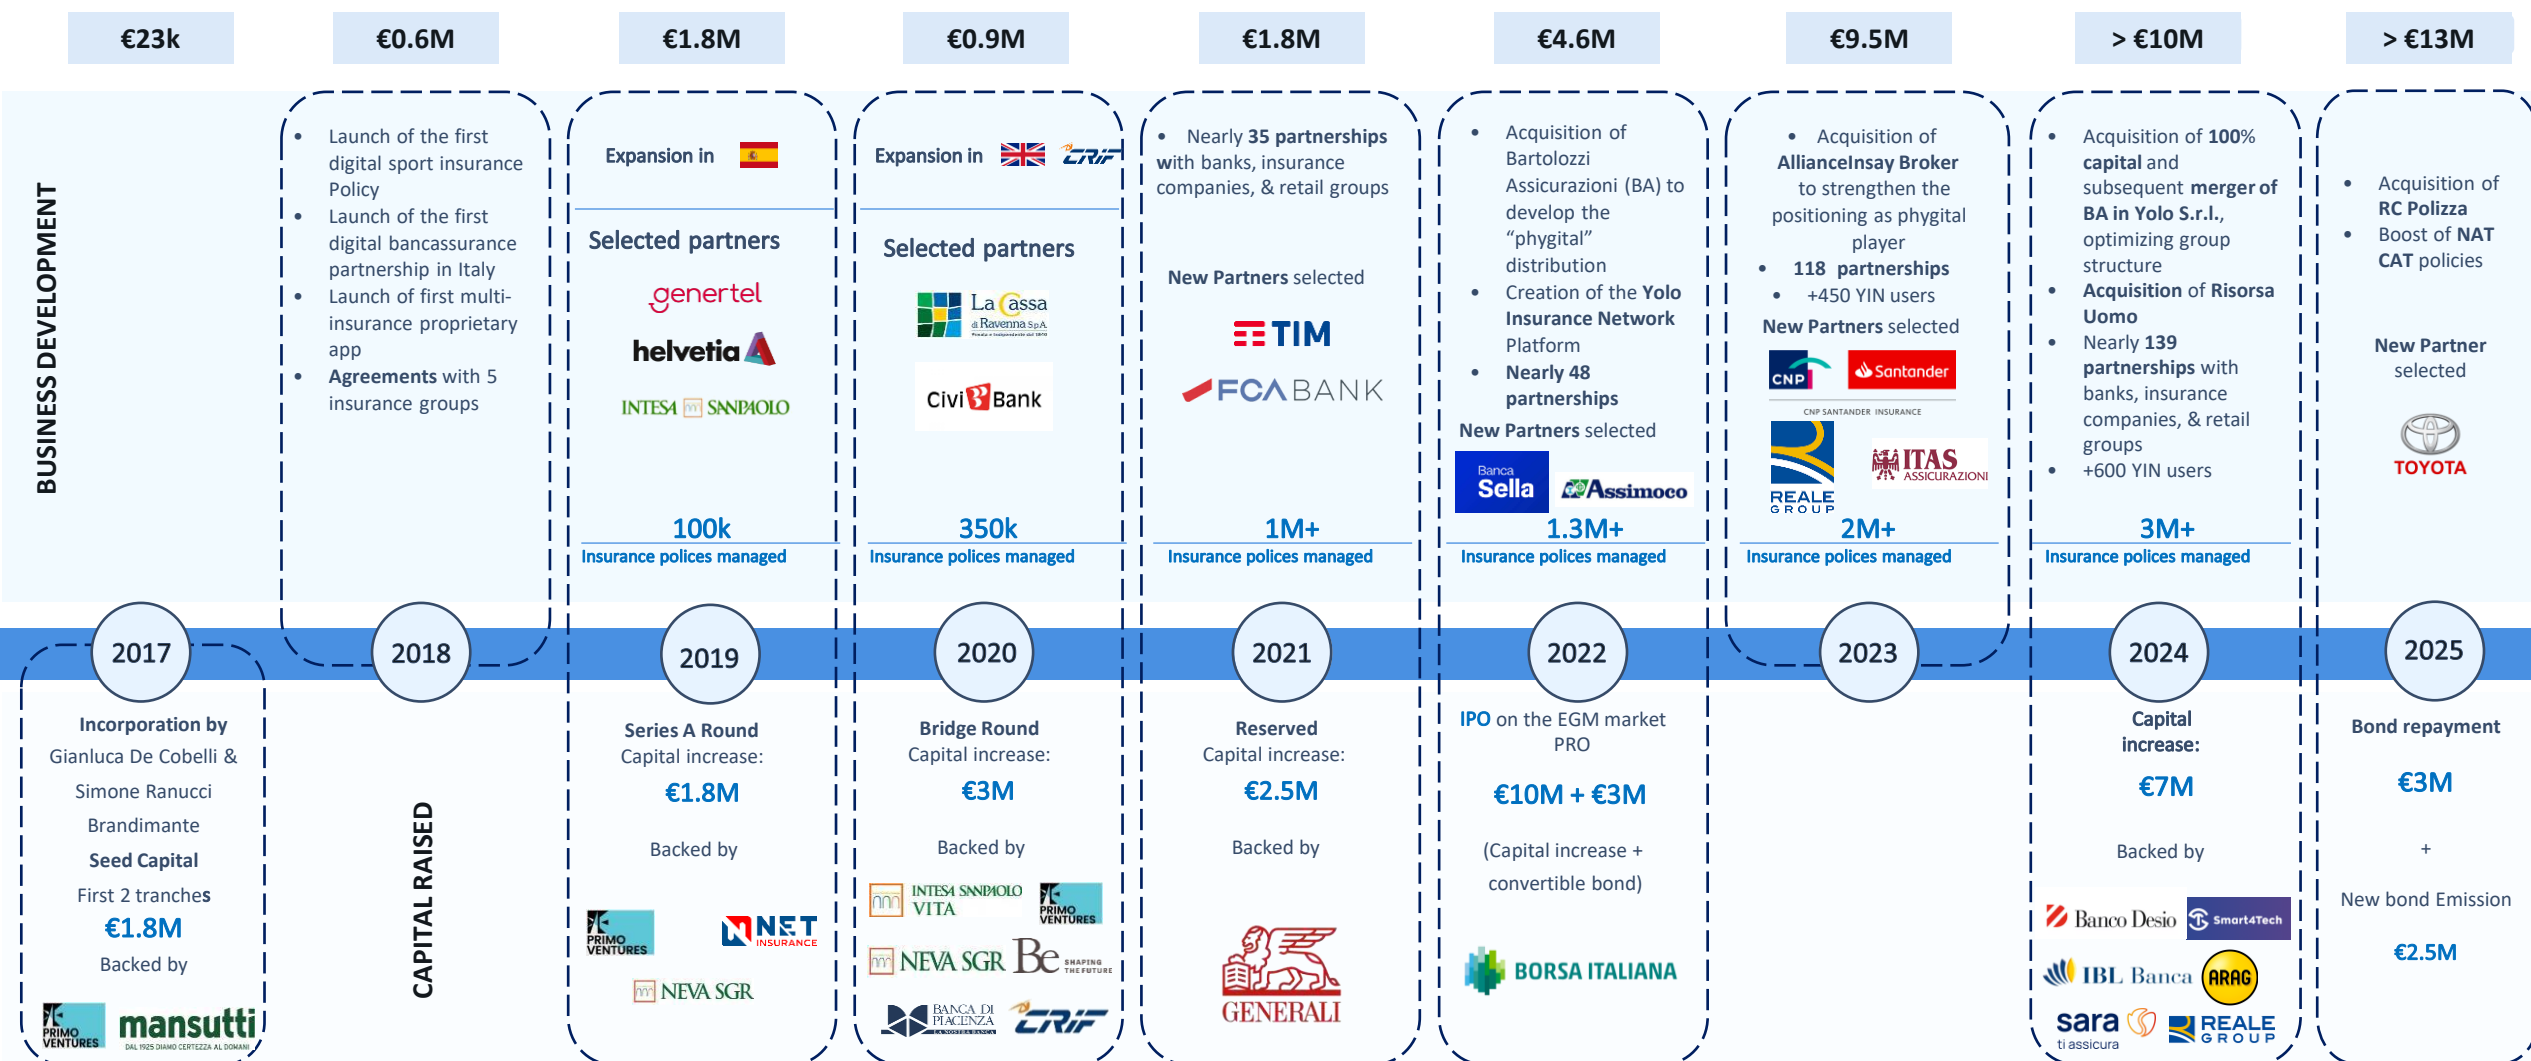 €23k
€0.6M
€1.8M
€0.9M
€1.8M
€4.6M
€9.5M
> €10M
> €13M
BUSINESS DEVELOPMENT
• Launch of the first
digital sport insurance
Policy
• Launch of the first
digital bancassurance
partnership in Italy
• Launch of first multi-
insurance proprietary
app
• Agreements with 5
insurance groups
Expansion in
Selected partners
genertel
helvetia
INTESA SANPAOLO
100k
Insurance polices managed
Expansion in
CRIF
Selected partners
La Cassa
di Ravenna S.p.A.
CiviBank
350k
Insurance polices managed
• Nearly 35 partnerships
with banks, insurance
companies, & retail groups
New Partners selected
TIM
FCA BANK
1M+
Insurance polices managed
• Acquisition of
Bartolozzi
Assicurazioni (BA) to
develop the
“phygital”
distribution
• Creation of the Yolo
Insurance Network
Platform
• Nearly 48
partnerships
New Partners selected
Banca
Sella
Assimoco
1.3M+
Insurance polices managed
• Acquisition of
AllianceInsay Broker
to strengthen the
positioning as phygital
player
• 118 partnerships
• +450 YIN users
New Partners selected
CNP
Santander
CNP SANTANDER INSURANCE
REALE
GROUP
ITAS
ASSICURAZIONI
2M+
Insurance polices managed
• Acquisition of 100%
capital and
subsequent merger of
BA in Yolo S.r.l.,
optimizing group
structure
• Acquisition of Risorsa
Uomo
• Nearly 139
partnerships with
banks, insurance
companies, & retail
groups
• +600 YIN users
3M+
Insurance polices managed
• Acquisition of
RC Polizza
• Boost of NAT
CAT policies
New Partner
selected
TOYOTA
2017
2018
2019
2020
2021
2022
2023
2024
2025
Incorporation by
Gianluca De Cobelli &
Simone Ranucci
Brandimante
Seed Capital
First 2 tranches
€1.8M
Backed by
PRIMO
VENTURES
mansutti
DAL 1925 DIAMO CERTEZZA AL DOMANI
CAPITAL RAISED
Series A Round
Capital increase:
€1.8M
Backed by
PRIMO
VENTURES
NET
INSURANCE
NEVA SGR
Bridge Round
Capital increase:
€3M
Backed by
INTESA SANPAOLO
VITA
PRIMO
VENTURES
NEVA SGR
Be SHAPING
THE FUTURE
BANCA DI
PIACENZA
LA NOSTRA BANCA
CRIF
Reserved
Capital increase:
€2.5M
Backed by
GENERALI
IPO on the EGM market
PRO
€10M + €3M
(Capital increase +
convertible bond)
BORSA ITALIANA
Capital
increase:
€7M
Backed by
Banco Desio
Smart4Tech
IBL Banca
ARAG
sara
ti assicura
REALE
GROUP
Bond repayment
€3M
+
New bond Emission
€2.5M